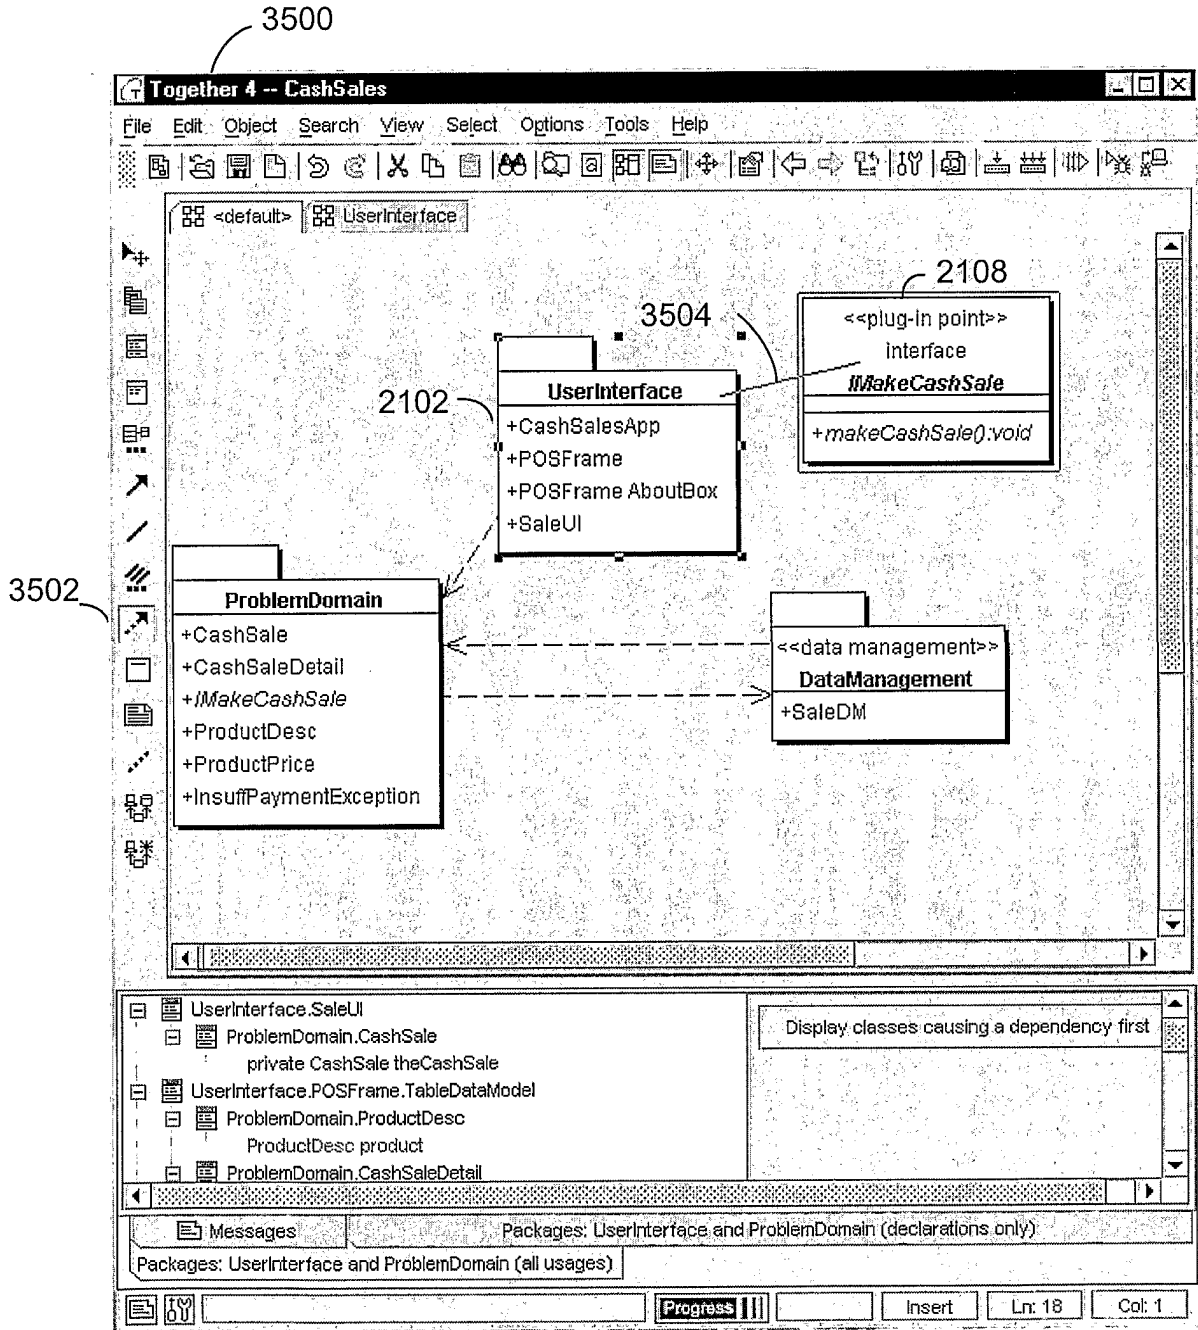 3500
Together 4 -- CashSales
File Edit Object Search View Select Options Tools Help
<default> UserInterface
2108
<<plug-in point>>
interface
IMakeCashSale
+makeCashSale():void
3504
2102
UserInterface
+CashSalesApp
+POSFrame
+POSFrame AboutBox
+SaleUI
3502
ProblemDomain
+CashSale
+CashSaleDetail
+IMakeCashSale
+ProductDesc
+ProductPrice
+InsuffPaymentException
<<data management>>
DataManagement
+SaleDM
UserInterface.SaleUI
ProblemDomain.CashSale
private CashSale theCashSale
UserInterface.POSFrame.TableDataModel
ProblemDomain.ProductDesc
ProductDesc product
ProblemDomain.CashSaleDetail
Display classes causing a dependency first
Messages
Packages: UserInterface and ProblemDomain (declarations only)
Packages: UserInterface and ProblemDomain (all usages)
Progress Insert Ln: 18 Col: 1